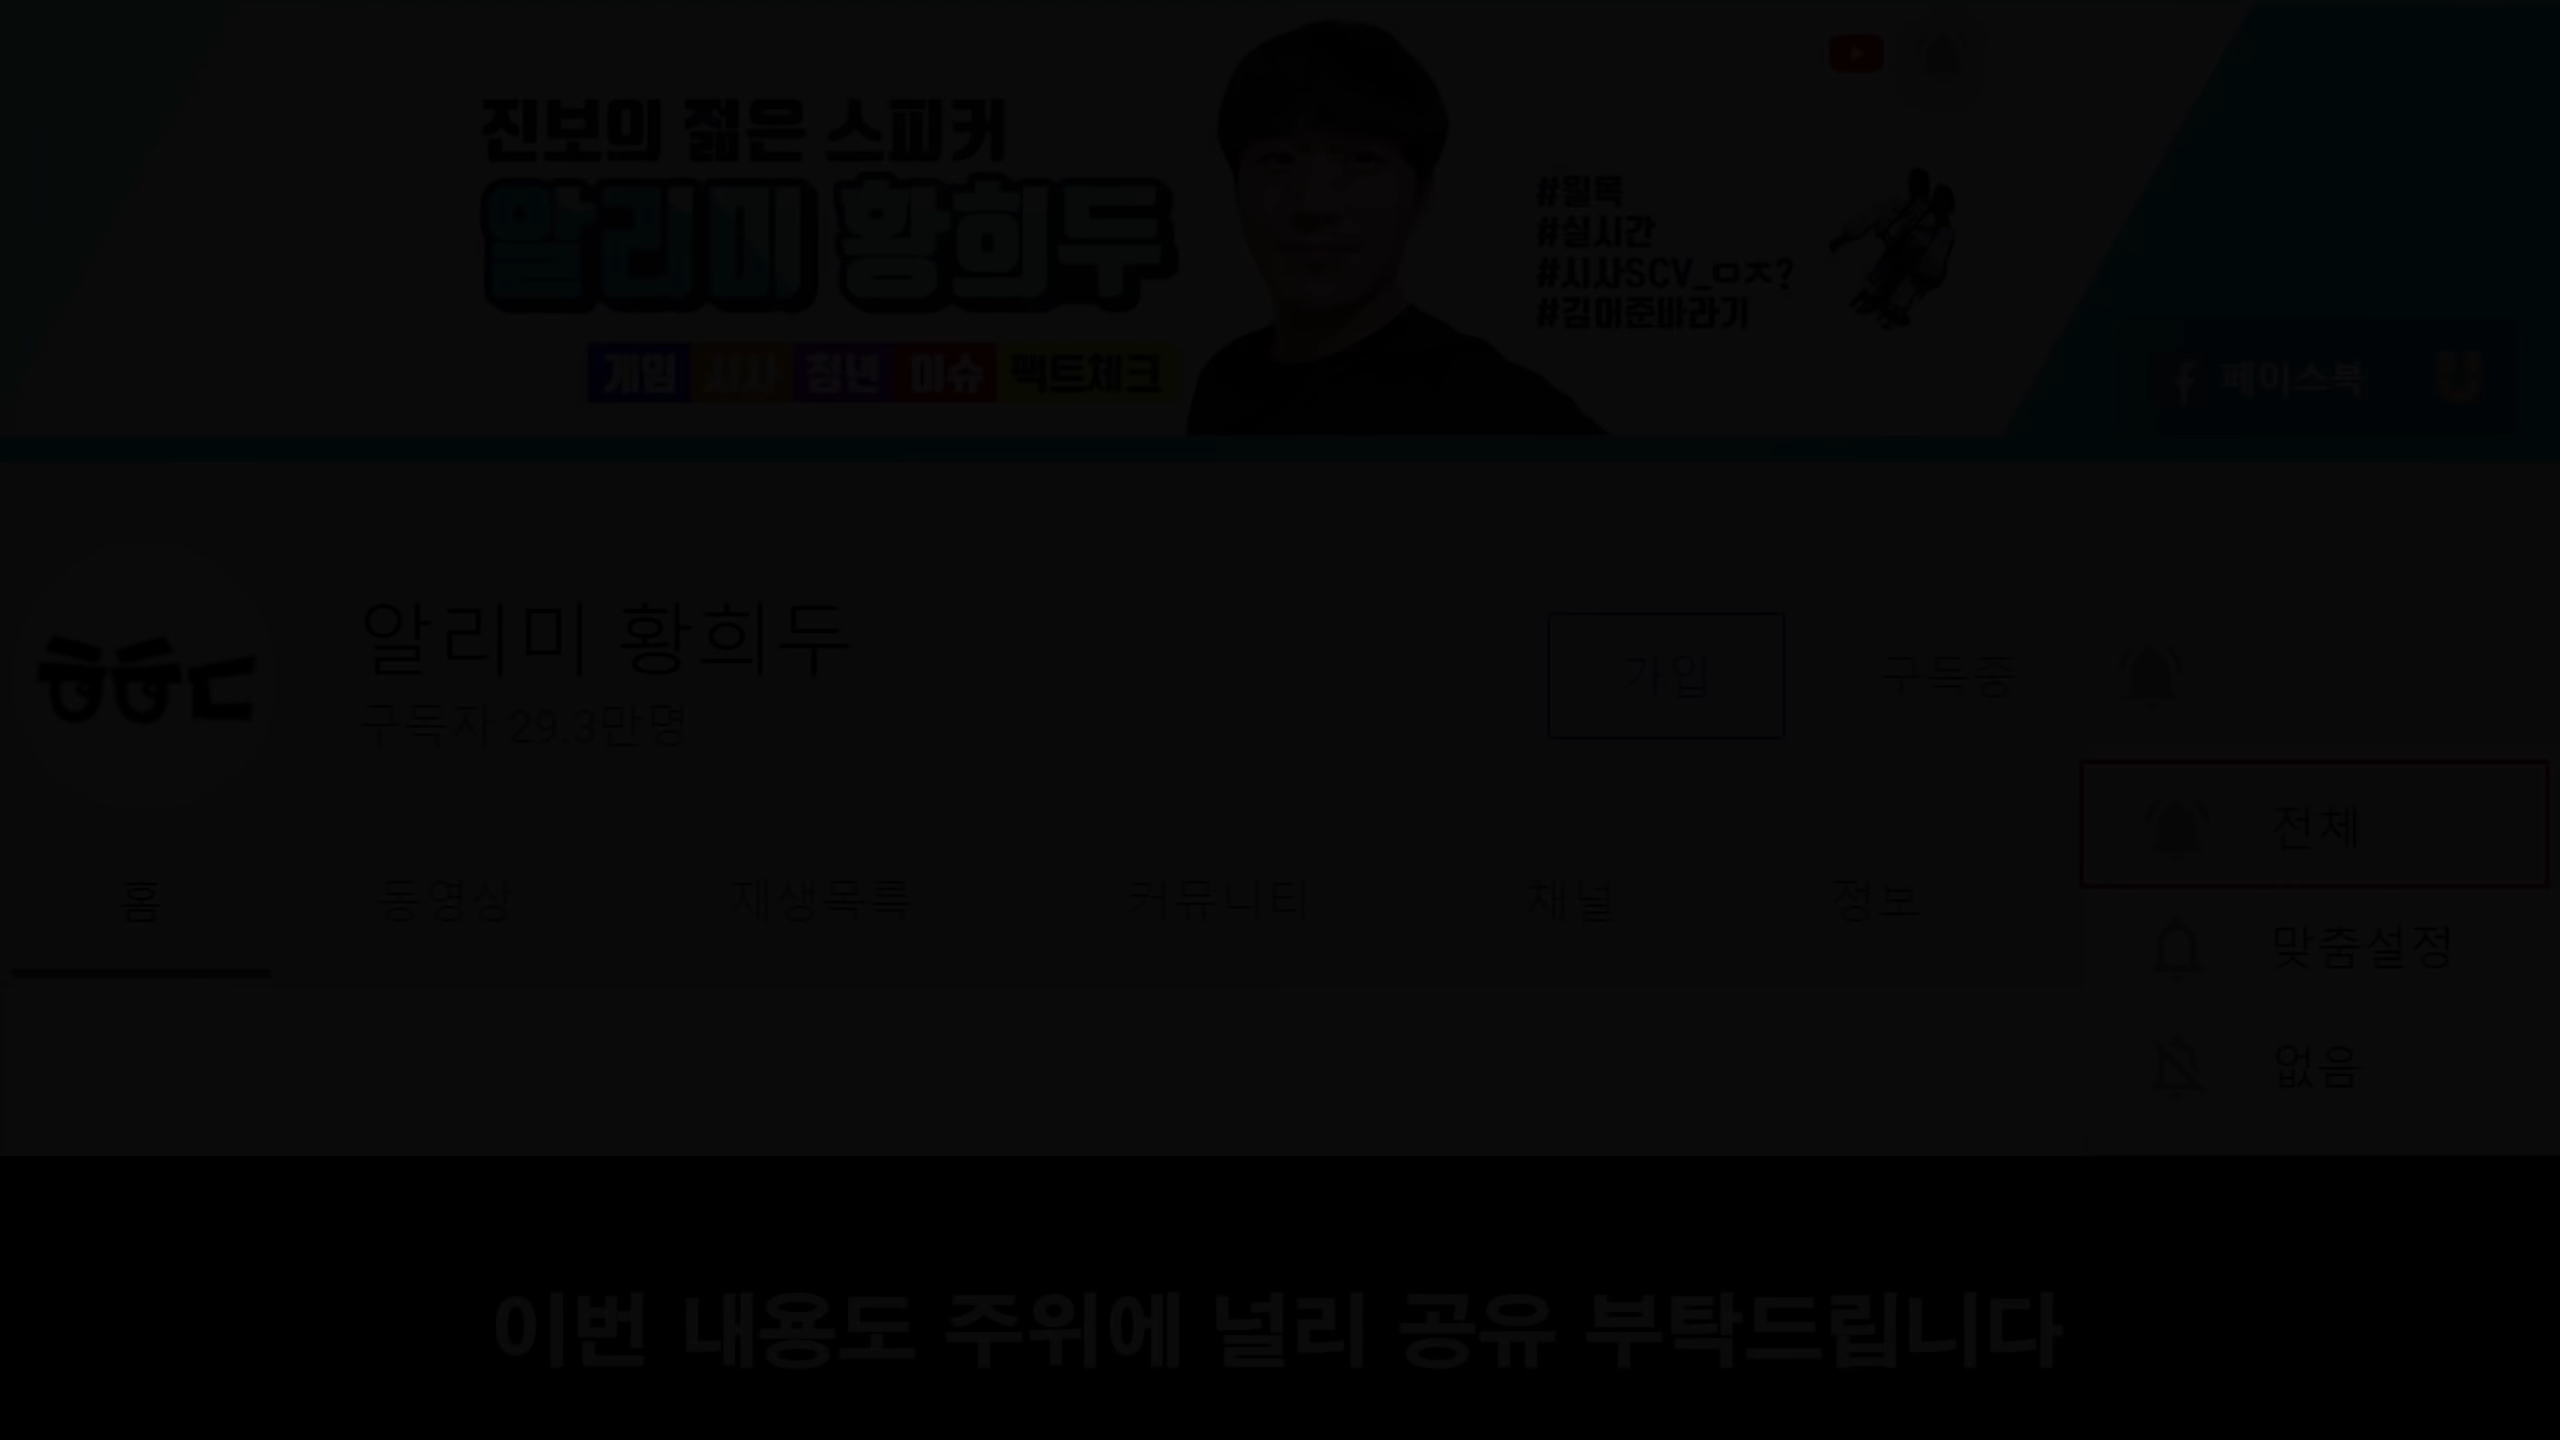 진보의 젊은 스피커
알리미 황희두
게임 시사 청년 이슈 팩트체크
#월목
#실시간
#시사SCV_ㅁㅈ?
#김어준바라기
f 페이스북
ㅎㅎㄷ
알리미 황희두
구독자 29.3만명
가입
구독중
홈 동영상 재생목록 커뮤니티 채널 정보
전체
맞춤설정
없음
이번 내용도 주위에 널리 공유 부탁드립니다